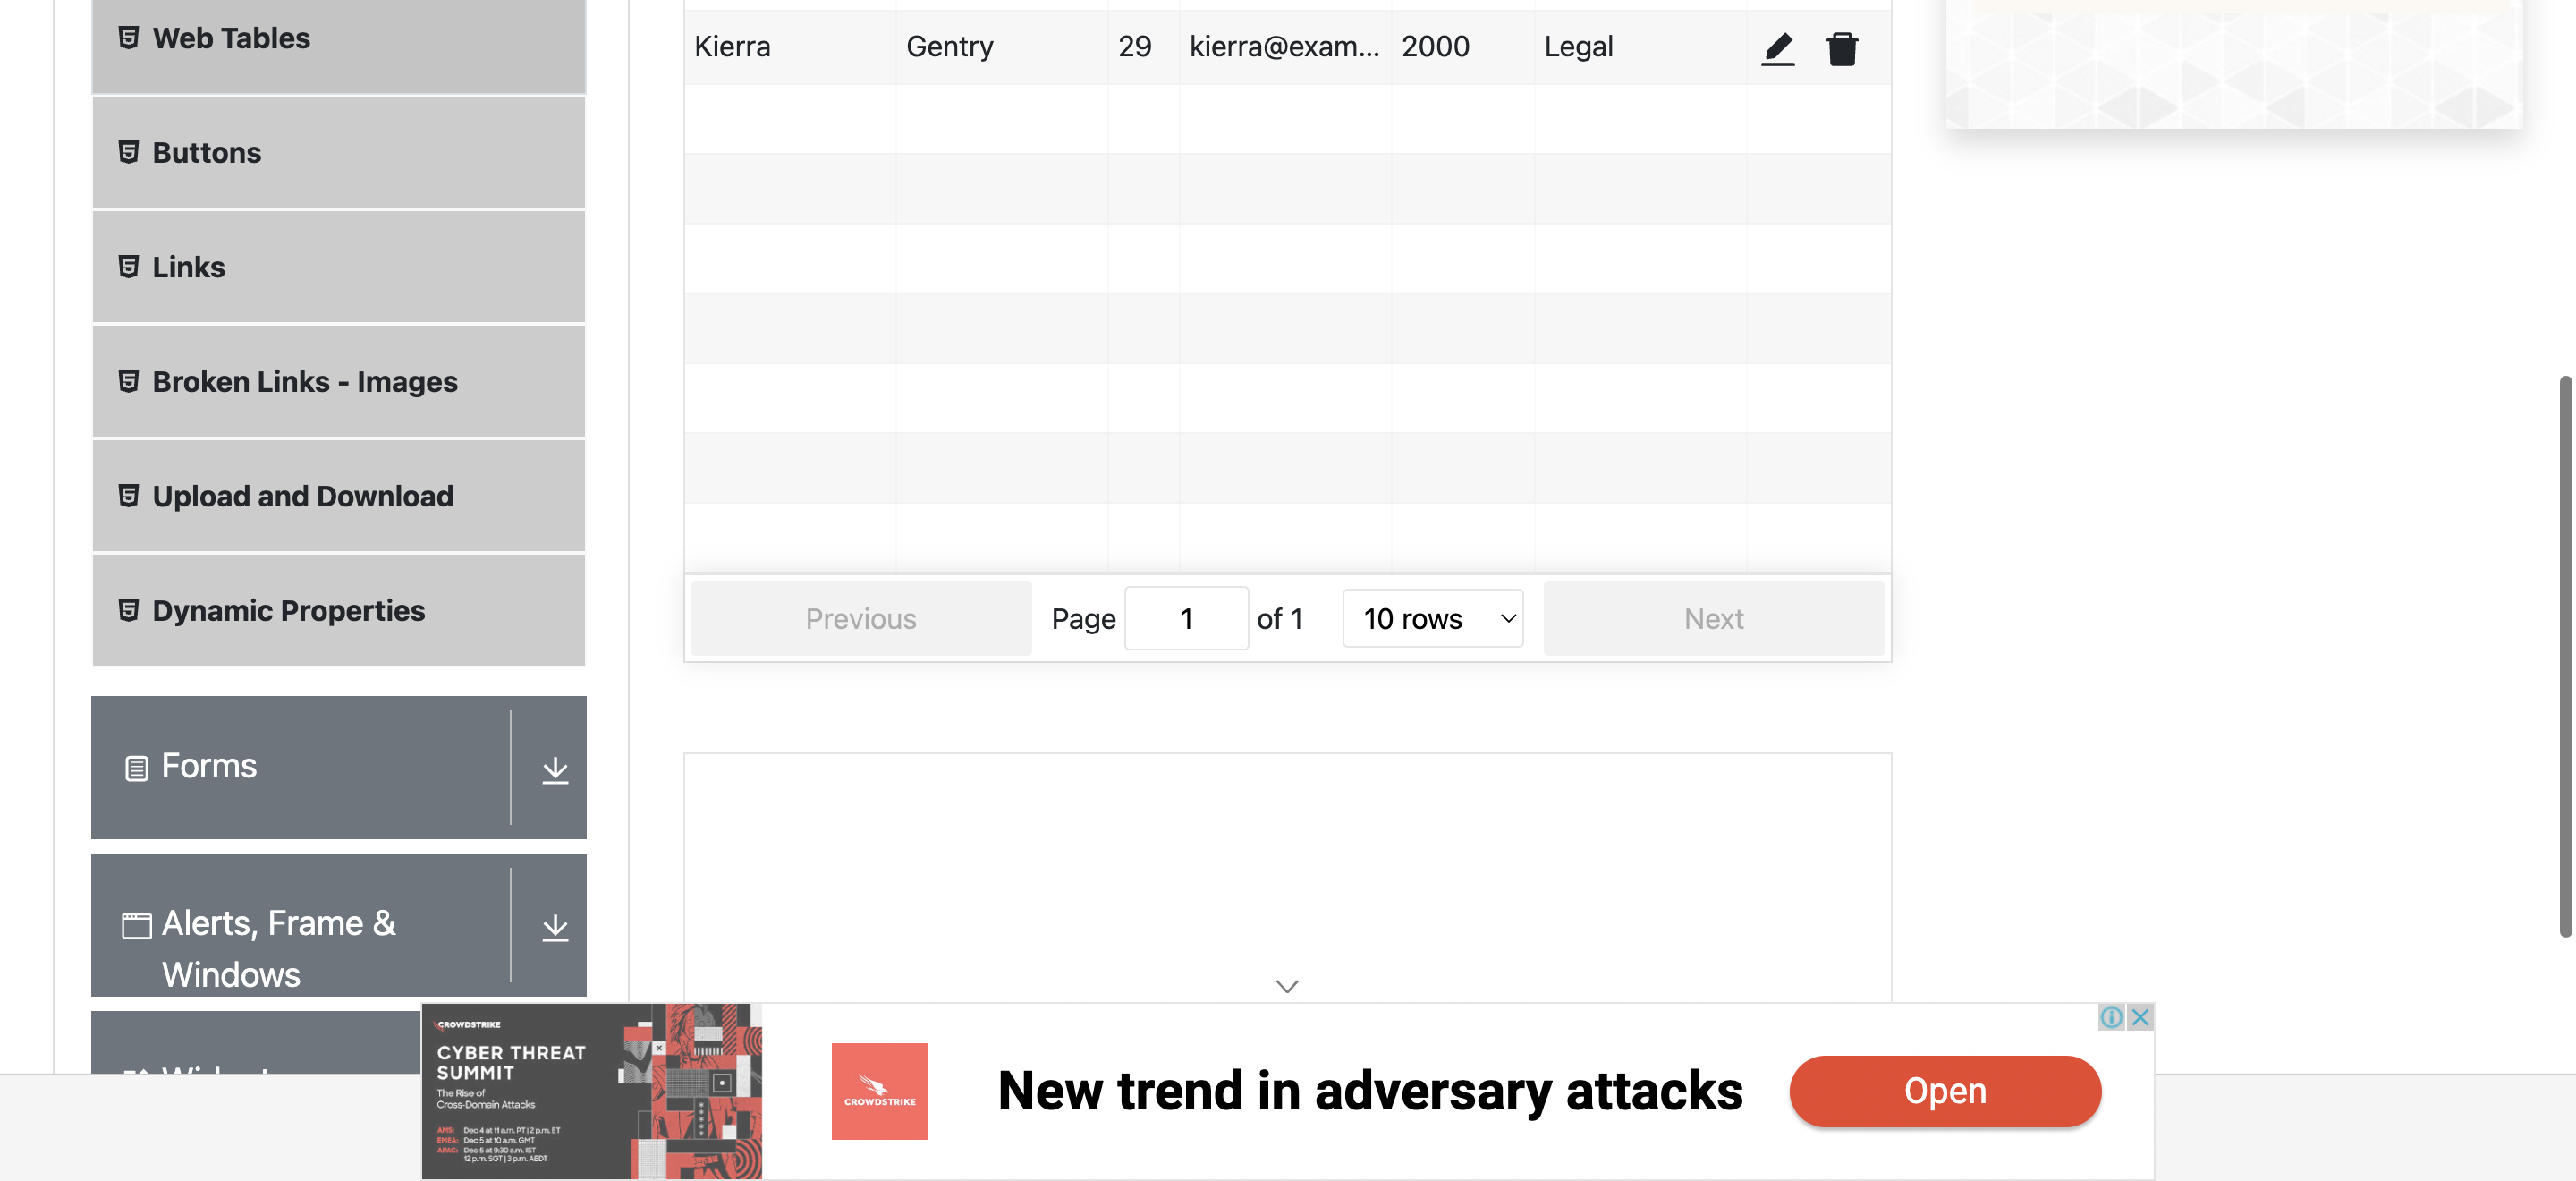 Web Tables
Buttons
Links
Broken Links - Images
Upload and Download
Dynamic Properties
Forms
Alerts, Frame &
Windows
Kierra Gentry 29 kierra@exam... 2000 Legal
Previous Page 1 of 1 10 rows Next
CROWDSTRIKE
CYBER THREAT
SUMMIT
The Rise of
Cross-Domain Attacks
AMS: Dec 4 at 11 a.m. PT | 2 p.m. ET
EMEA: Dec 5 at 10 a.m. GMT
APAC: Dec 5 at 9:30 a.m. IST
12 p.m. SGT | 3 p.m. AEDT
CROWDSTRIKE
New trend in adversary attacks
Open